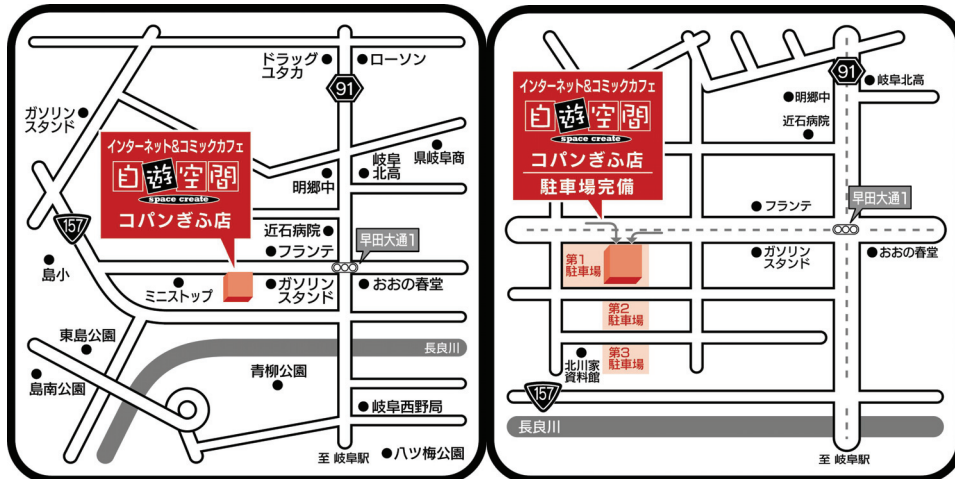 ドラッグ
ユタカ
ローソン
91
ガソリン
スタンド
インターネット&コミックカフェ
自遊空間
space create
コパンぎふ店
県岐阜商
岐阜
北高
明郷中
157
近石病院
フランテ
早田大通1
島小
ミニストップ
ガソリン
スタンド
おおの春堂
東島公園
長良川
島南公園
青柳公園
岐阜西野局
至 岐阜駅
八ツ梅公園
91
岐阜北高
インターネット&コミックカフェ
自遊空間
space create
コパンぎふ店
駐車場完備
明郷中
近石病院
フランテ
早田大通1
第1
駐車場
ガソリン
スタンド
おおの春堂
第2
駐車場
第3
駐車場
北川家
資料館
157
長良川
至 岐阜駅